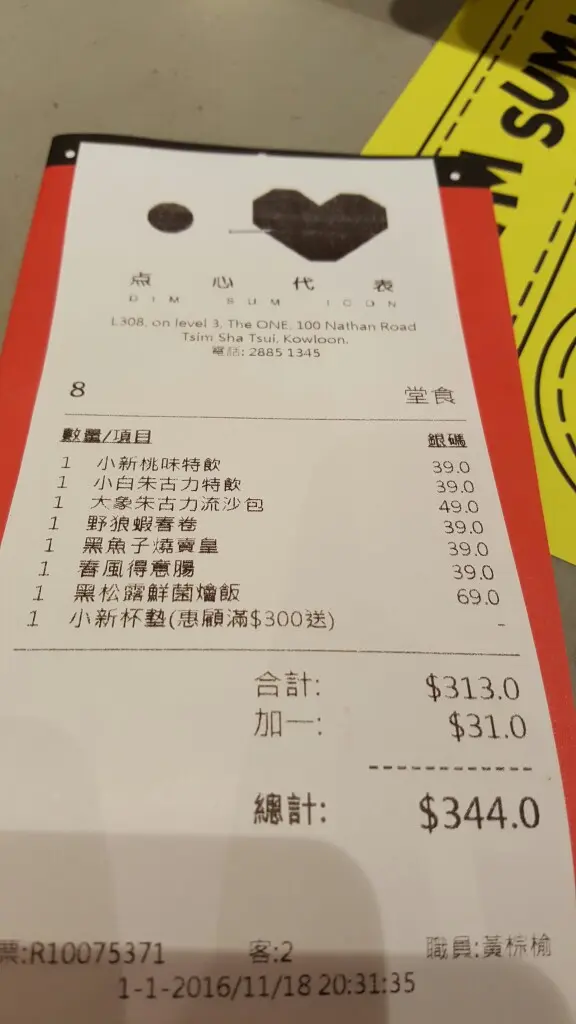 SUM
点 心 代 表
DIM SUM ICON
L308, on level 3, The ONE, 100 Nathan Road
Tsim Sha Tsui, Kowloon.
電話: 2885 1345
8 堂食
數量/項目 銀碼
1 小新桃味特飲 39.0
1 小白朱古力特飲 39.0
1 大象朱古力流沙包 49.0
1 野狼蝦春卷 39.0
1 黑魚子燒賣皇 39.0
1 春風得意腸 39.0
1 黑松露鮮菌燴飯 69.0
1 小新杯墊(惠顧滿$300送) -
合計: $313.0
加一: $31.0
總計: $344.0
票:R10075371 客:2 職員:黃棕榆
1-1-2016/11/18 20:31:35